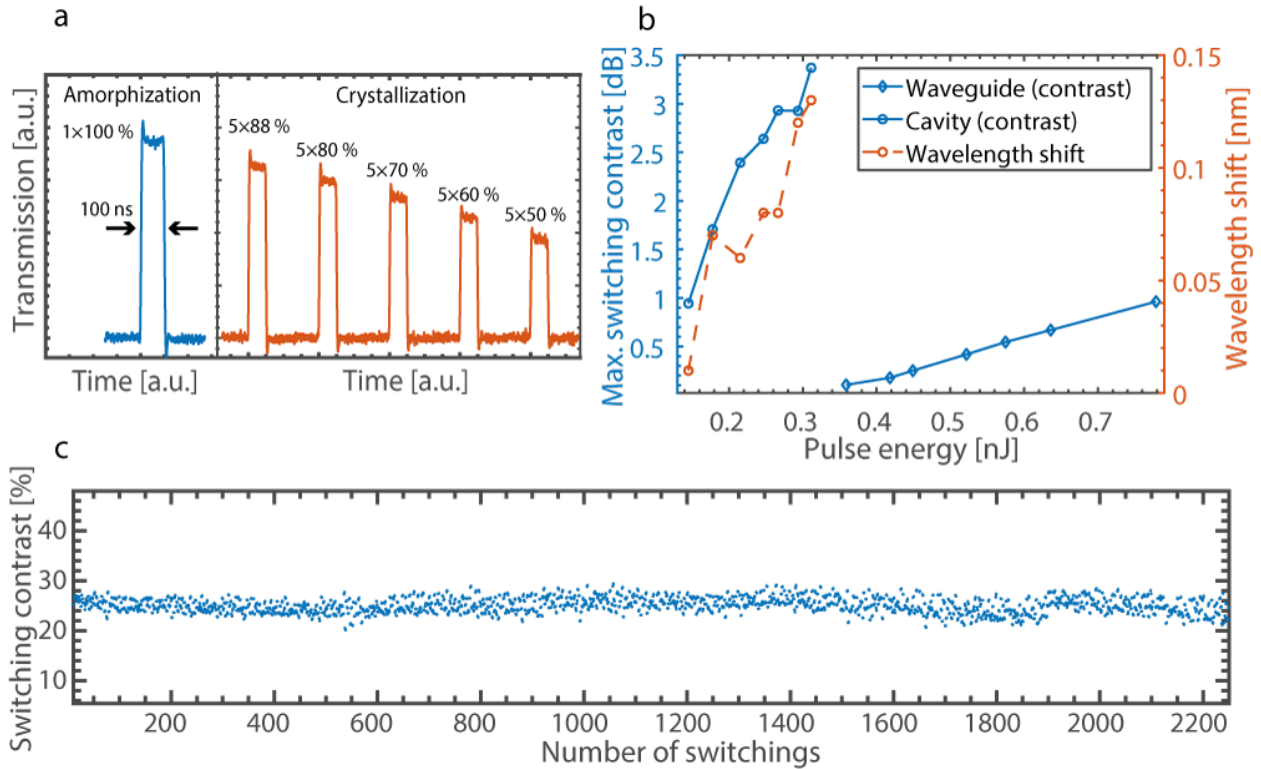 a
Amorphization
Crystallization
1×100 %
5×88 %
5×80 %
5×70 %
5×60 %
5×50 %
100 ns
Transmission [a.u.]
Time [a.u.]
Time [a.u.]
b
3.5
3
2.5
2
1.5
1
0.5
Max. switching contrast [dB]
Waveguide (contrast)
Cavity (contrast)
Wavelength shift
0.15
0.1
0.05
0
Wavelength shift [nm]
0.2 0.3 0.4 0.5 0.6 0.7
Pulse energy [nJ]
c
Switching contrast [%]
40
30
20
10
200 400 600 800 1000 1200 1400 1600 1800 2000 2200
Number of switchings